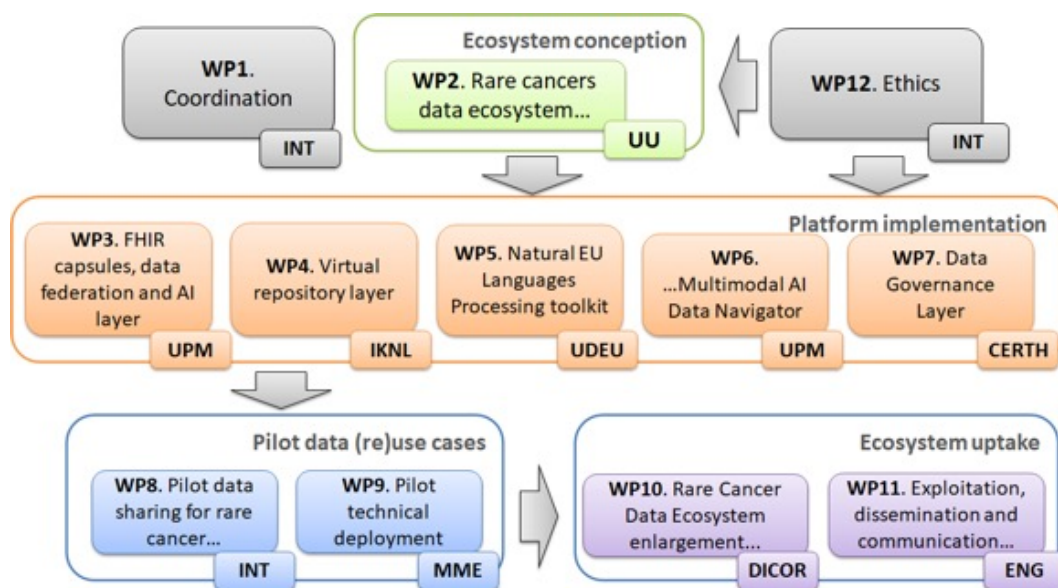 Ecosystem conception
WP1.
Coordination
INT
WP2. Rare cancers
data ecosystem...
UU
WP12. Ethics
INT
Platform implementation
WP3. FHIR
capsules, data
federation and AI
layer
UPM
WP4. Virtual
repository layer
IKNL
WP5. Natural EU
Languages
Processing toolkit
UDEU
WP6.
...Multimodal AI
Data Navigator
UPM
WP7. Data
Governance
Layer
CERTH
Pilot data (re)use cases
WP8. Pilot data
sharing for rare
cancer...
INT
WP9. Pilot
technical
deployment
MME
Ecosystem uptake
WP10. Rare Cancer
Data Ecosystem
enlargement...
DICOR
WP11. Exploitation,
dissemination and
communication...
ENG